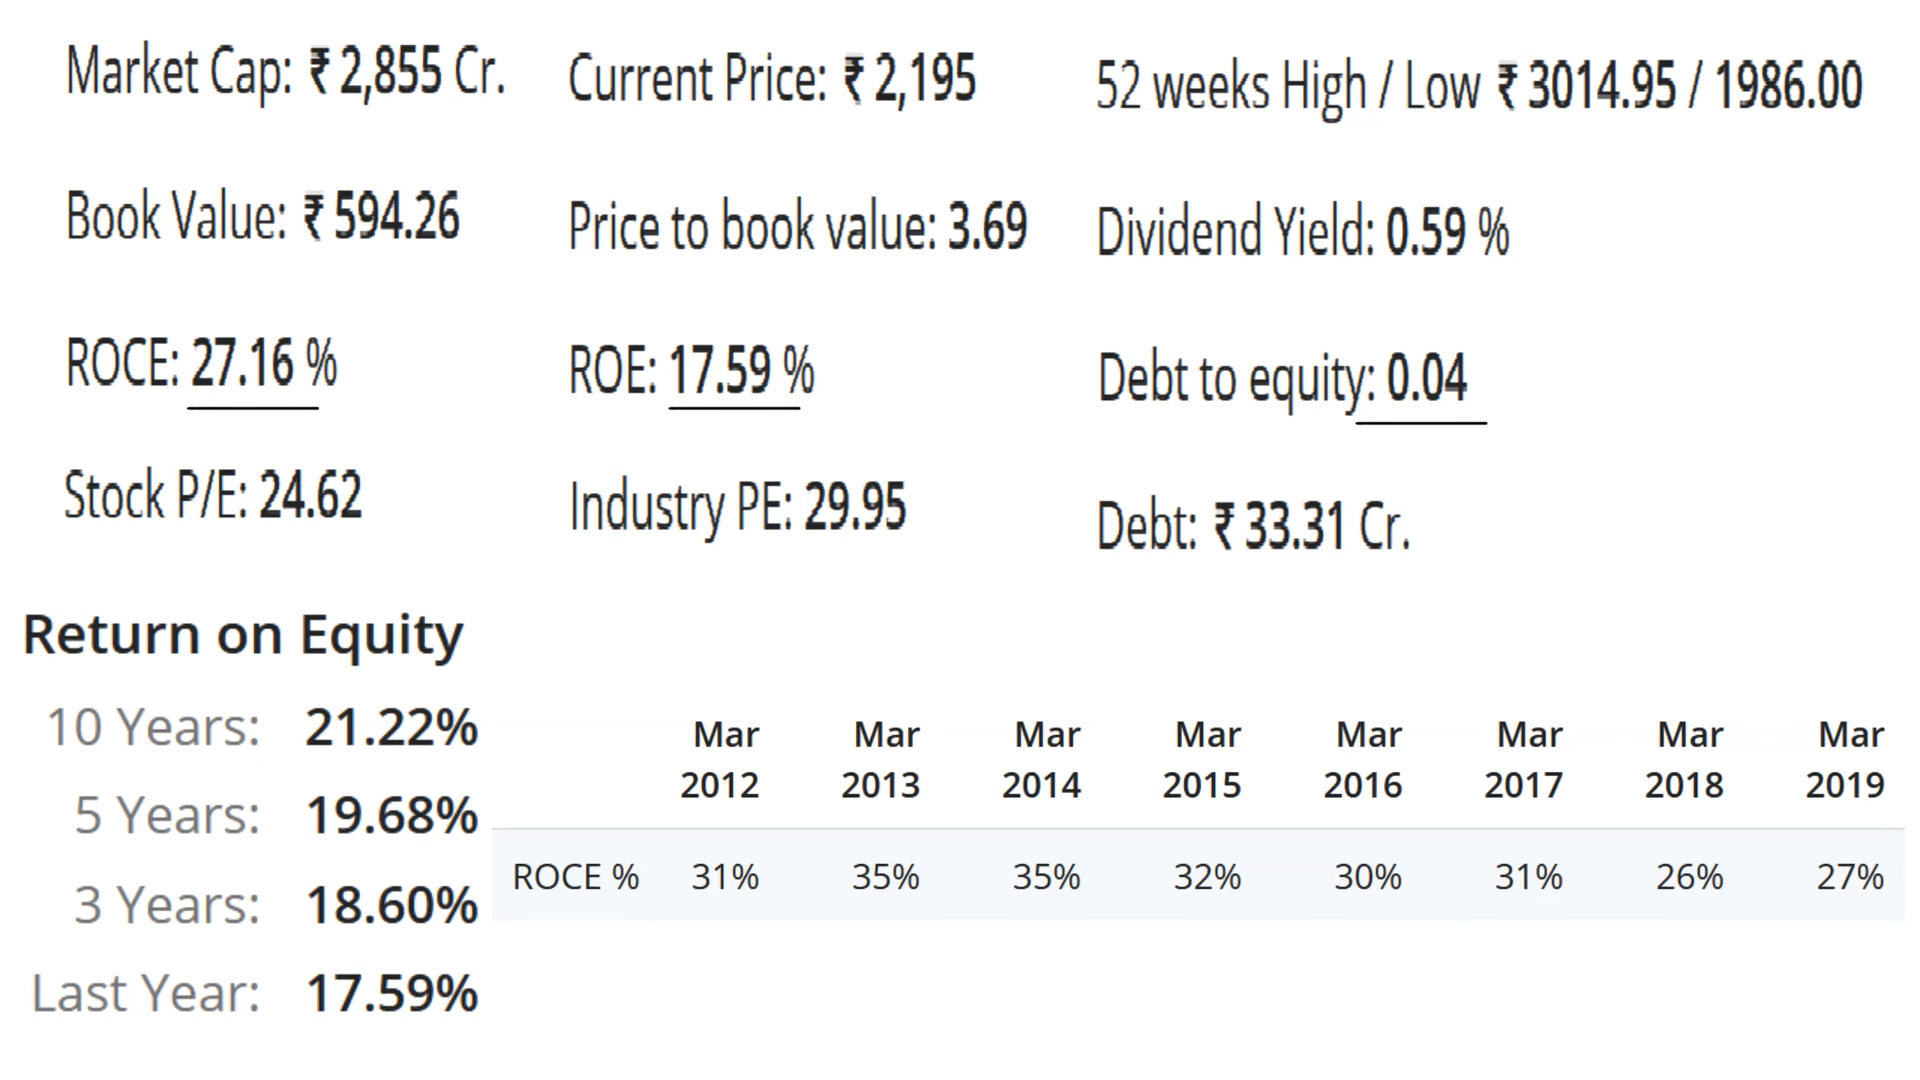 Market Cap: ₹ 2,855 Cr. Current Price: ₹ 2,195 52 weeks High / Low ₹ 3014.95 / 1986.00
Book Value: ₹ 594.26 Price to book value: 3.69 Dividend Yield: 0.59 %
ROCE: 27.16 % ROE: 17.59 % Debt to equity: 0.04
Stock P/E: 24.62 Industry PE: 29.95 Debt: ₹ 33.31 Cr.
Return on Equity
10 Years: 21.22%
5 Years: 19.68%
3 Years: 18.60%
Last Year: 17.59%
Mar 2012 Mar 2013 Mar 2014 Mar 2015 Mar 2016 Mar 2017 Mar 2018 Mar 2019
ROCE % 31% 35% 35% 32% 30% 31% 26% 27%